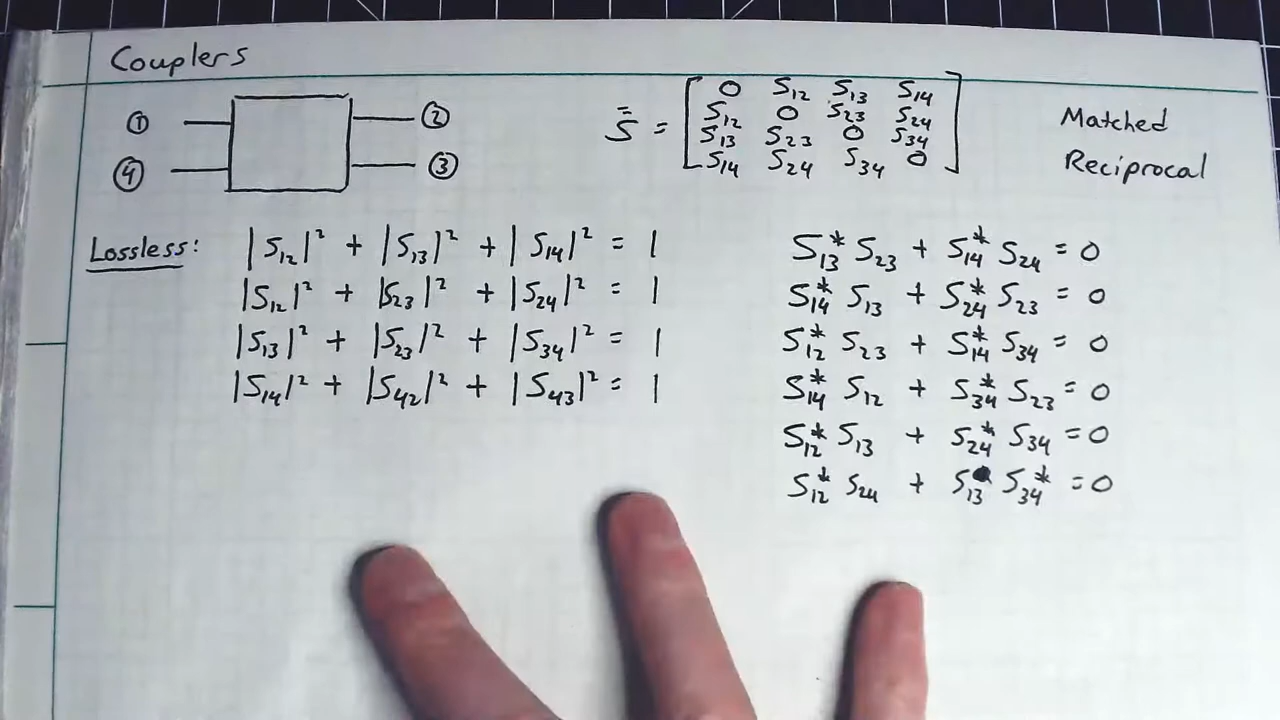 Couplers
① ② ④ ③
S̿ = [ 0 S₁₂ S₁₃ S₁₄
S₁₂ 0 S₂₃ S₂₄
S₁₃ S₂₃ 0 S₃₄
S₁₄ S₂₄ S₃₄ 0 ]
Matched
Reciprocal
Lossless: |S₁₂|² + |S₁₃|² + |S₁₄|² = 1
|S₁₂|² + |S₂₃|² + |S₂₄|² = 1
|S₁₃|² + |S₂₃|² + |S₃₄|² = 1
|S₁₄|² + |S₄₂|² + |S₄₃|² = 1
S₁₃* S₂₃ + S₁₄* S₂₄ = 0
S₁₄* S₁₃ + S₂₄* S₂₃ = 0
S₁₂* S₂₃ + S₁₄* S₃₄ = 0
S₁₄* S₁₂ + S₃₄* S₂₃ = 0
S₁₂* S₁₃ + S₂₄* S₃₄ = 0
S₁₂* S₂₄ + S₁₃ S₃₄* = 0